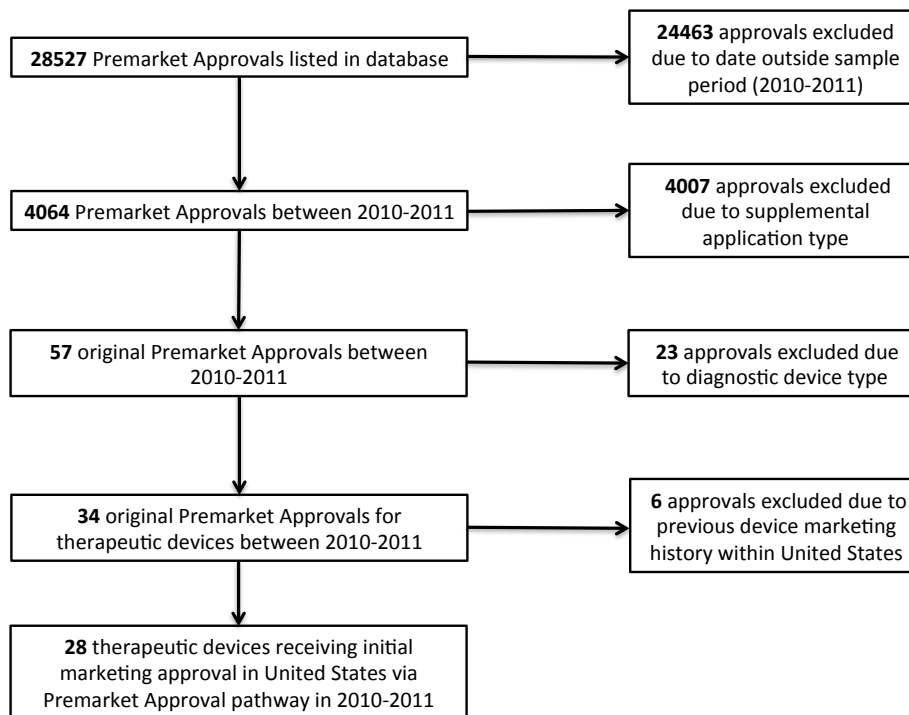 28527 Premarket Approvals listed in database
24463 approvals excluded
due to date outside sample
period (2010-2011)
4064 Premarket Approvals between 2010-2011
4007 approvals excluded
due to supplemental
application type
57 original Premarket Approvals between
2010-2011
23 approvals excluded due
to diagnostic device type
34 original Premarket Approvals for
therapeutic devices between 2010-2011
6 approvals excluded due to
previous device marketing
history within United States
28 therapeutic devices receiving initial
marketing approval in United States via
Premarket Approval pathway in 2010-2011